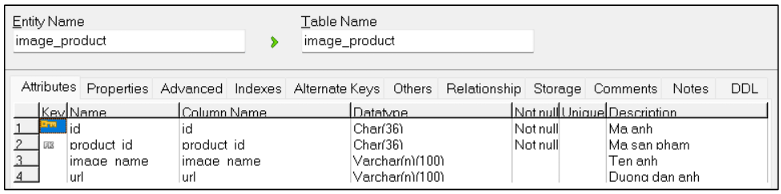 Entity Name Table Name
image_product image_product
Attributes Properties Advanced Indexes Alternate Keys Others Relationship Storage Comments Notes DDL
Key Name Column Name Datatype Not null Unique Description
1 id id Char(36) Not null Ma anh
2 product_id product_id Char(36) Not null Ma san pham
3 image_name image_name Varchar(n)(100) Ten anh
4 url url Varchar(n)(100) Duong dan anh